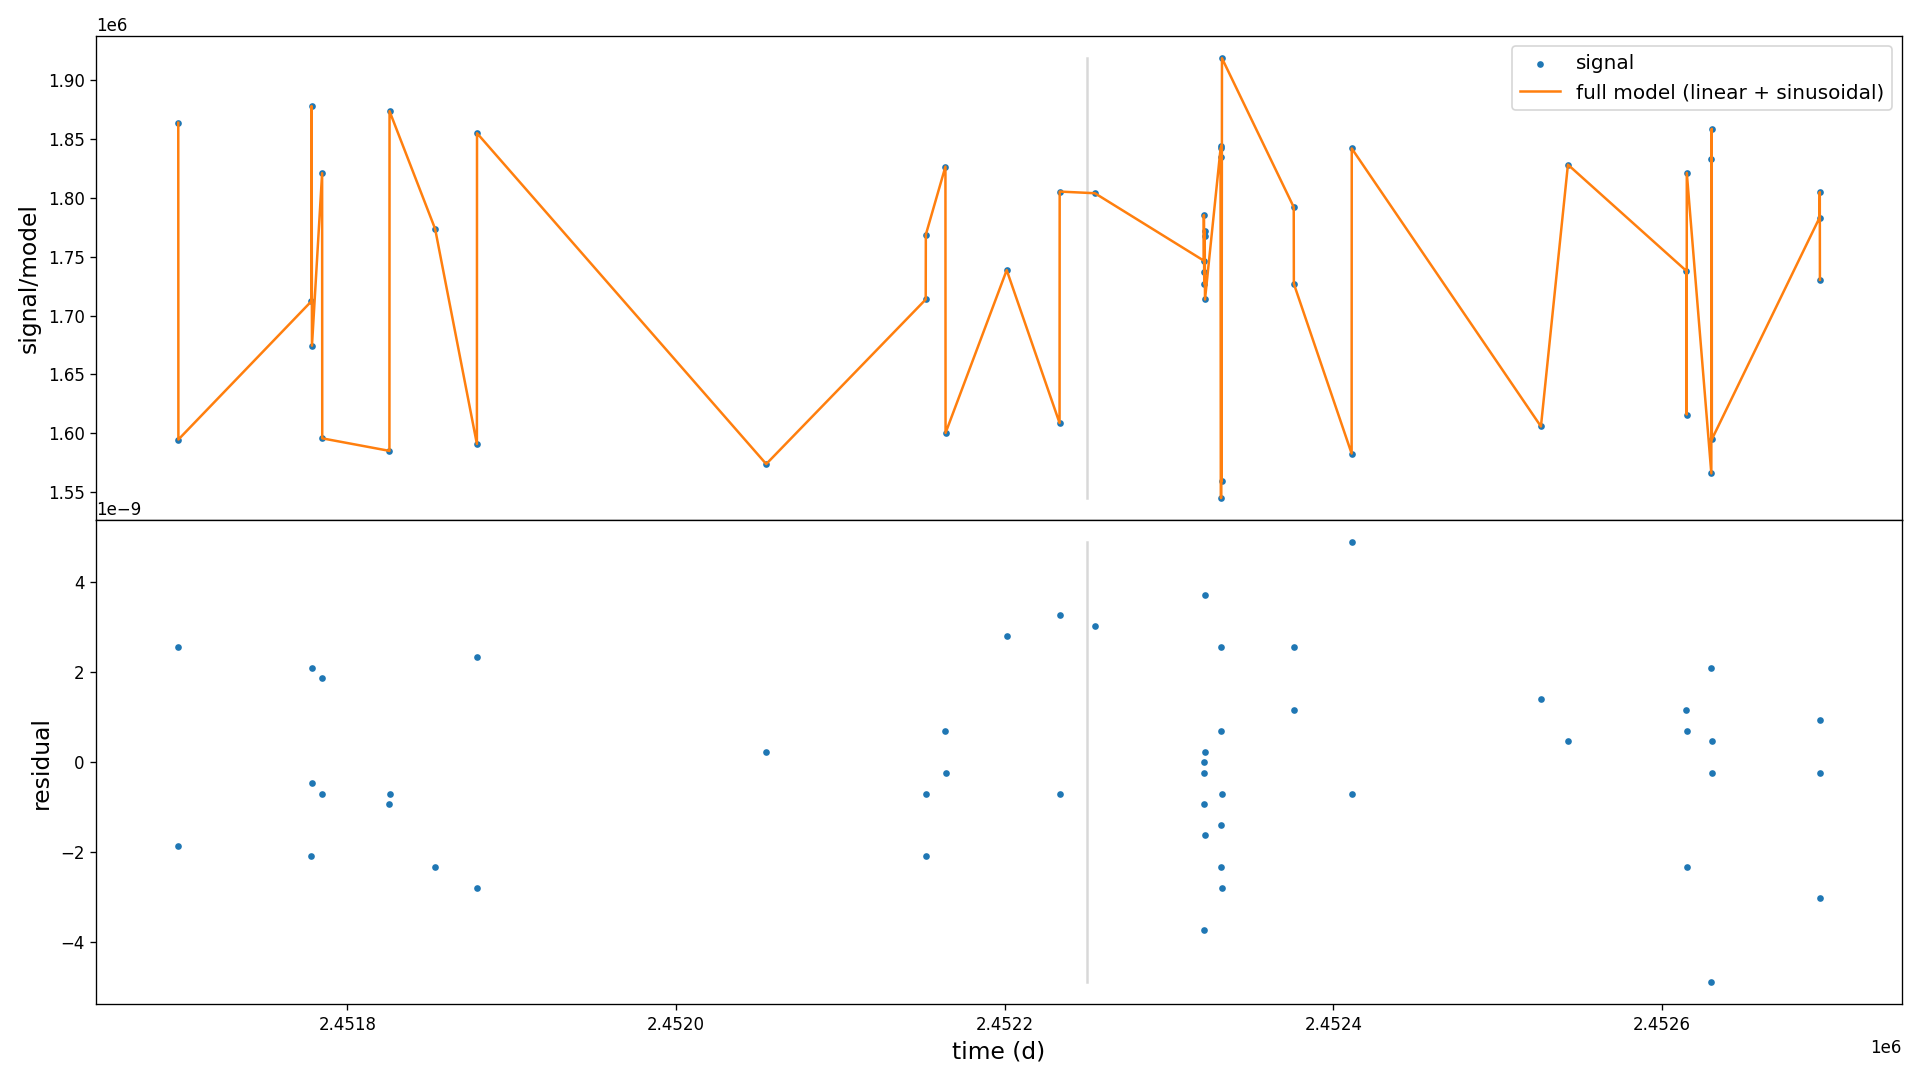 1e6
signal
full model (linear + sinusoidal)
1.90
1.85
1.80
1.75
1.70
1.65
1.60
1.55
signal/model
1e−9
4
2
0
−2
−4
residual
2.4518
2.4520
2.4522
2.4524
2.4526
time (d)
1e6